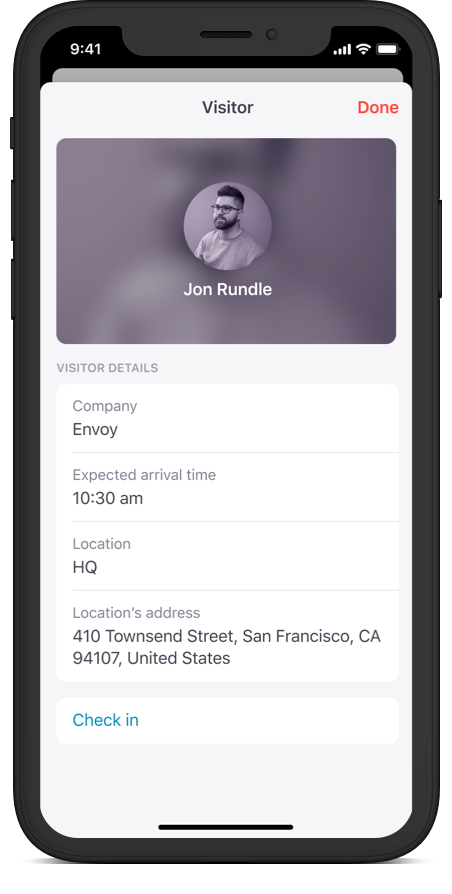 9:41
Visitor
Done
Jon Rundle
VISITOR DETAILS
Company
Envoy
Expected arrival time
10:30 am
Location
HQ
Location's address
410 Townsend Street, San Francisco, CA
94107, United States
Check in